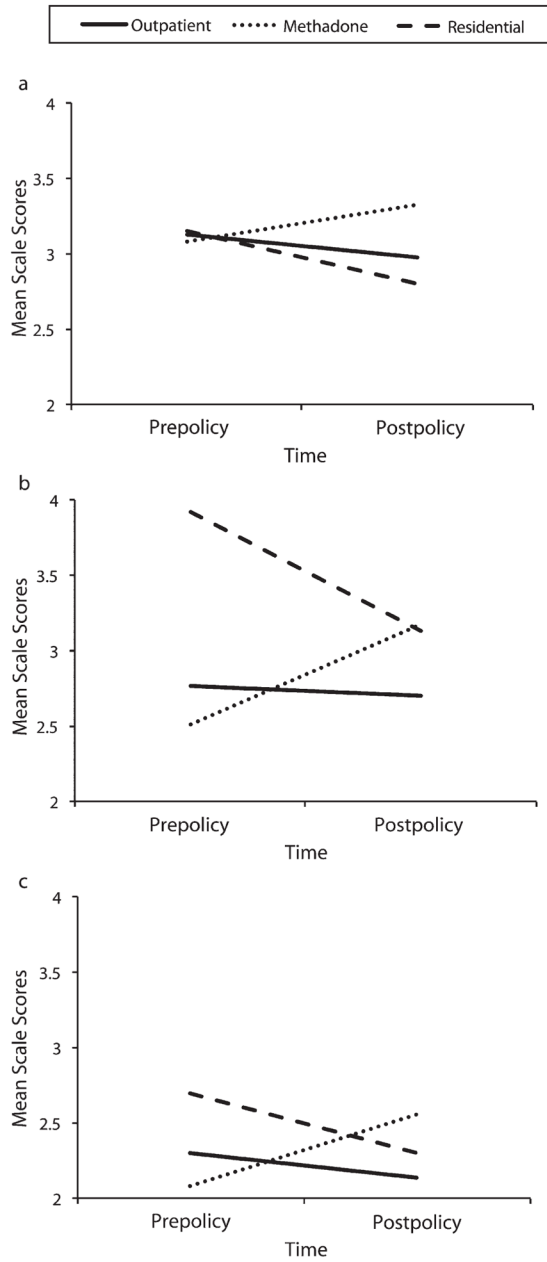 Outpatient Methadone Residential
a
4
3.5
3
2.5
2
Mean Scale Scores
Prepolicy Postpolicy
Time
b
4
3.5
3
2.5
2
Mean Scale Scores
Prepolicy Postpolicy
Time
c
4
3.5
3
2.5
2
Mean Scale Scores
Prepolicy Postpolicy
Time